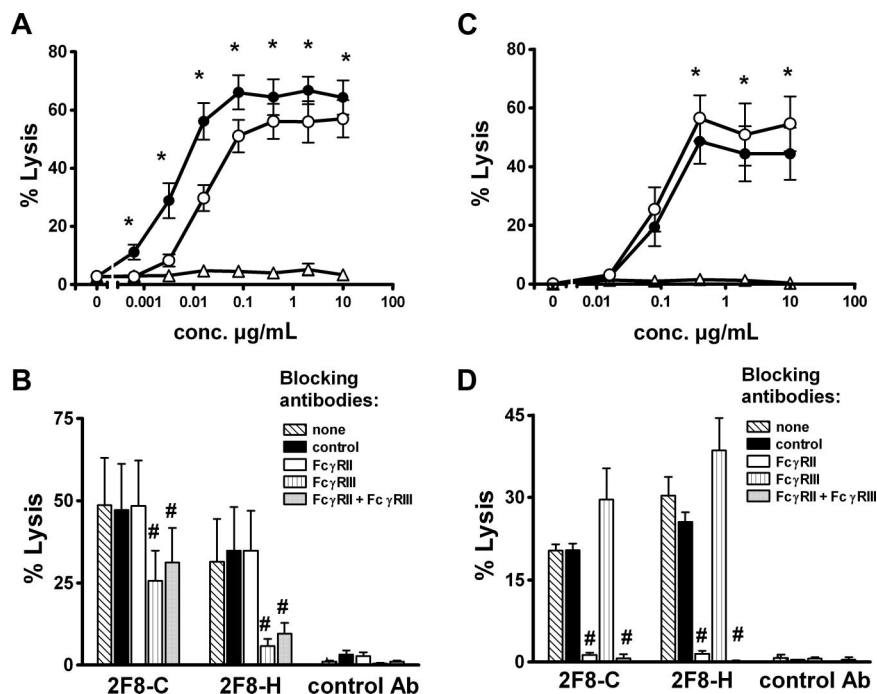 A
80
60
40
20
0
% Lysis
* * * * * * *
0 0.001 0.01 0.1 1 10 100
conc. µg/mL
C
80
60
40
20
0
% Lysis
* * *
0 0.01 0.1 1 10 100
conc. µg/mL
B
75
50
25
0
% Lysis
Blocking
antibodies:
none
control
FcγRII
FcγRIII
FcγRII + Fc γRIII
# #
# #
2F8-C 2F8-H control Ab
D
45
30
15
0
% Lysis
Blocking
antibodies:
none
control
FcγRII
FcγRIII
FcγRII + Fc γRIII
# #
# #
2F8-C 2F8-H control Ab